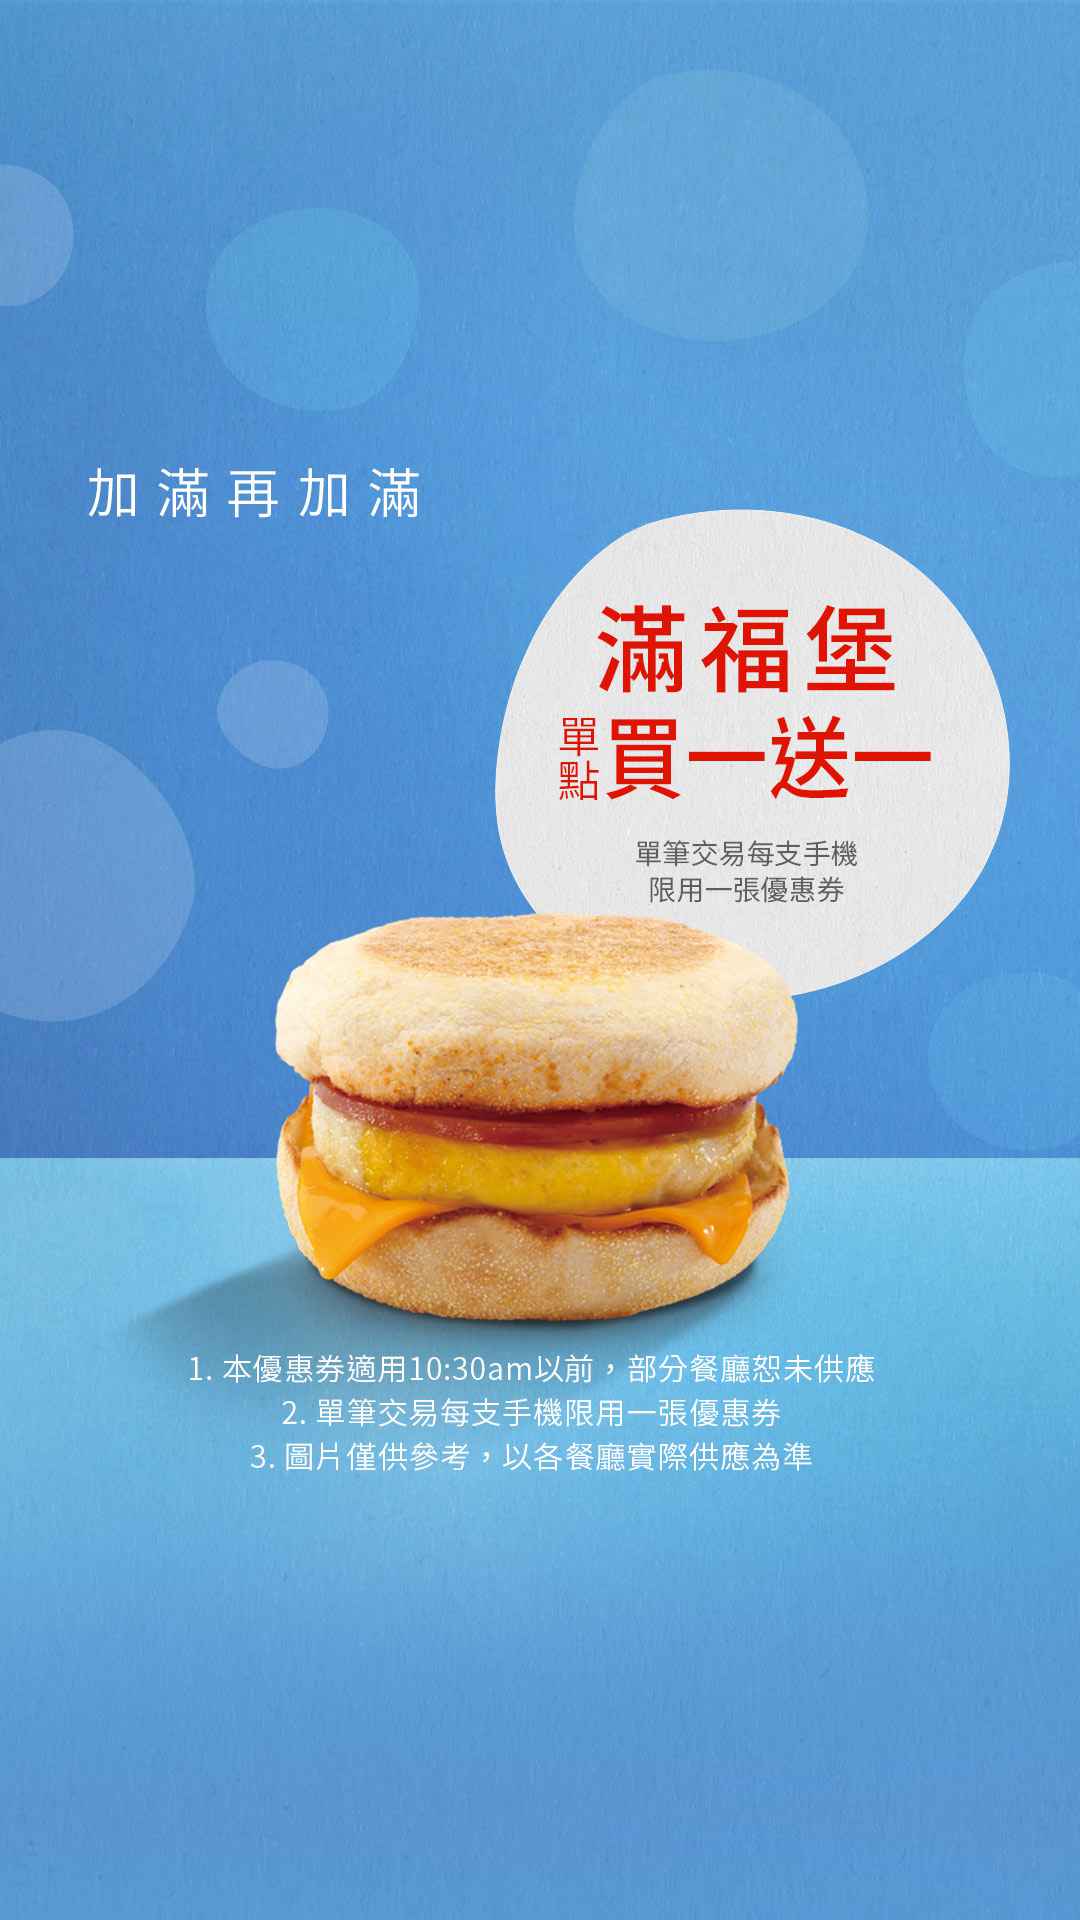 加滿再加滿
滿福堡
單點買一送一
單筆交易每支手機
限用一張優惠券
1. 本優惠券適用10:30am以前，部分餐廳恕未供應
2. 單筆交易每支手機限用一張優惠券
3. 圖片僅供參考，以各餐廳實際供應為準